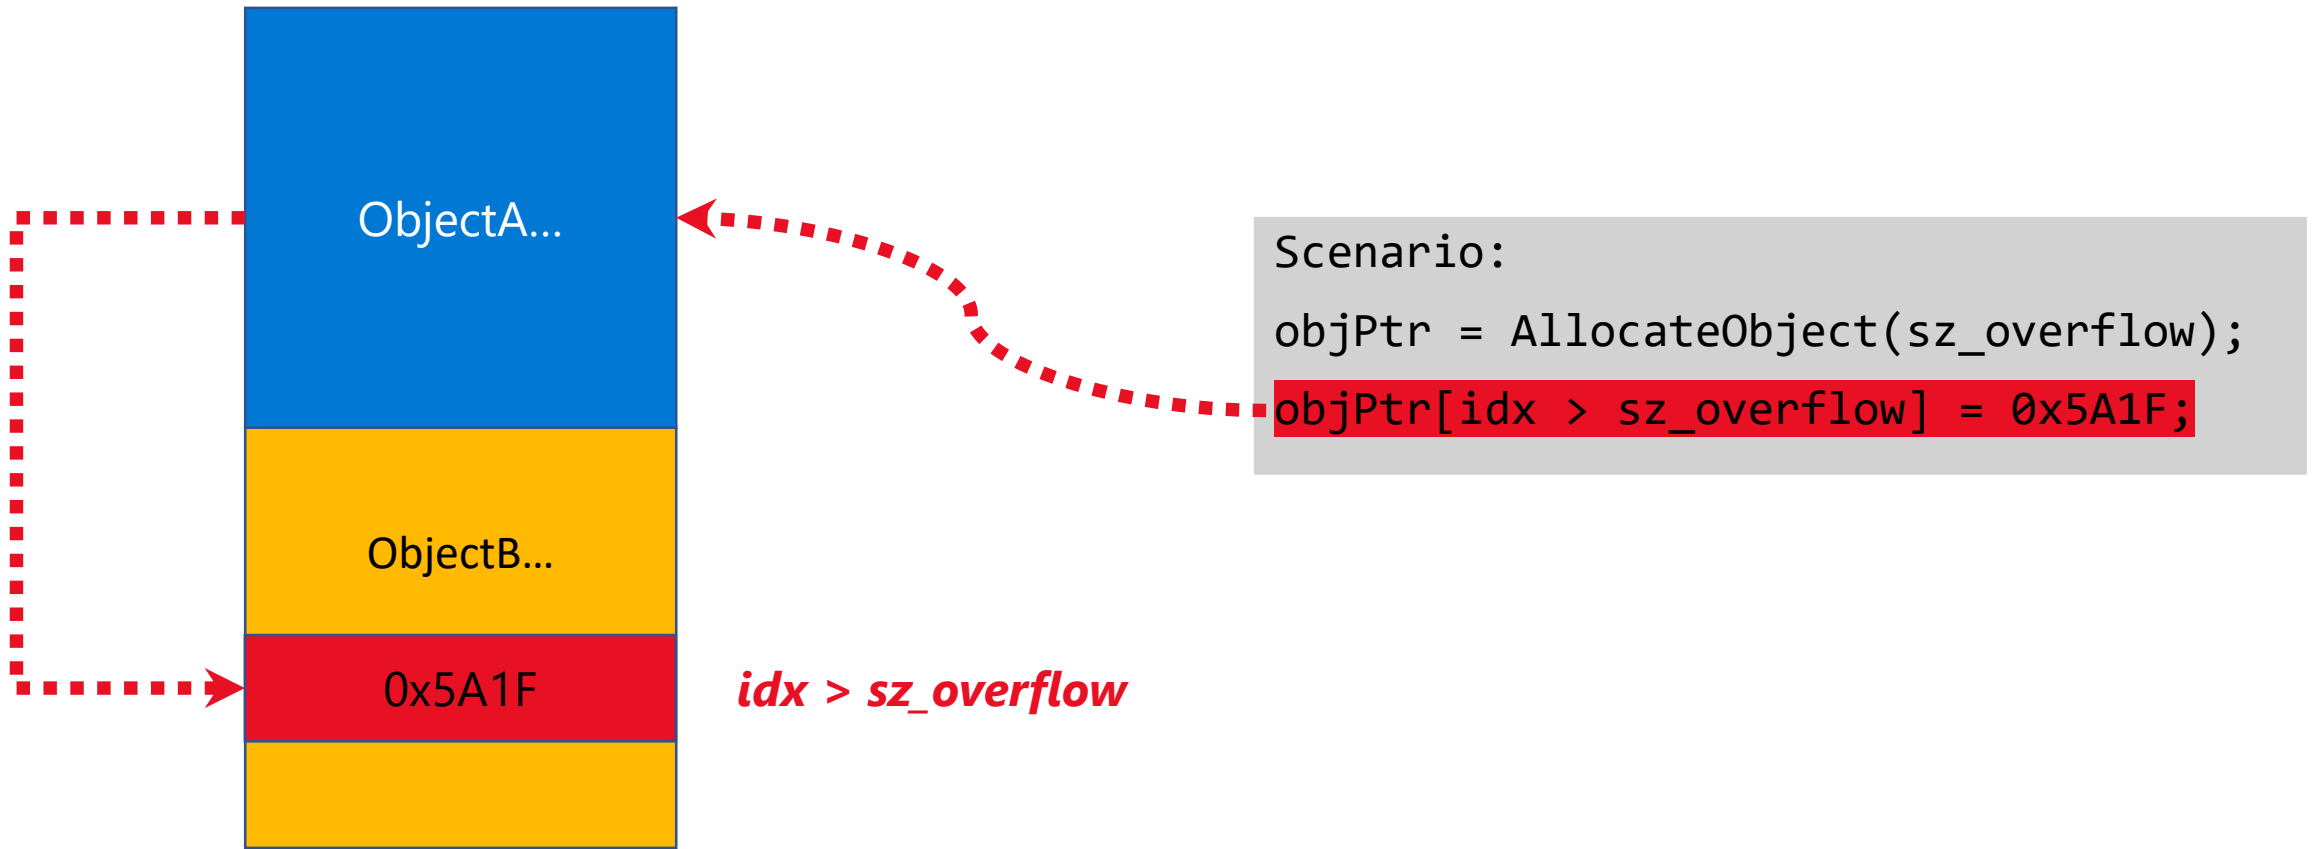 ObjectA...
Scenario:
objPtr = AllocateObject(sz_overflow);
objPtr[idx > sz_overflow] = 0x5A1F;
ObjectB...
0x5A1F
idx > sz_overflow